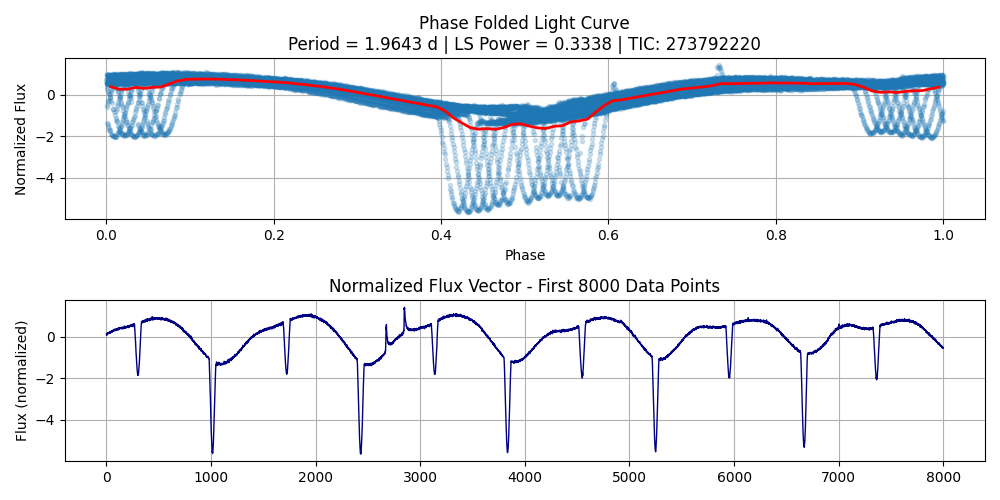 Phase Folded Light Curve
Period = 1.9643 d | LS Power = 0.3338 | TIC: 273792220
Normalized Flux
0
−2
−4
0.0 0.2 0.4 0.6 0.8 1.0
Phase
Normalized Flux Vector - First 8000 Data Points
Flux (normalized)
0
−2
−4
0 1000 2000 3000 4000 5000 6000 7000 8000